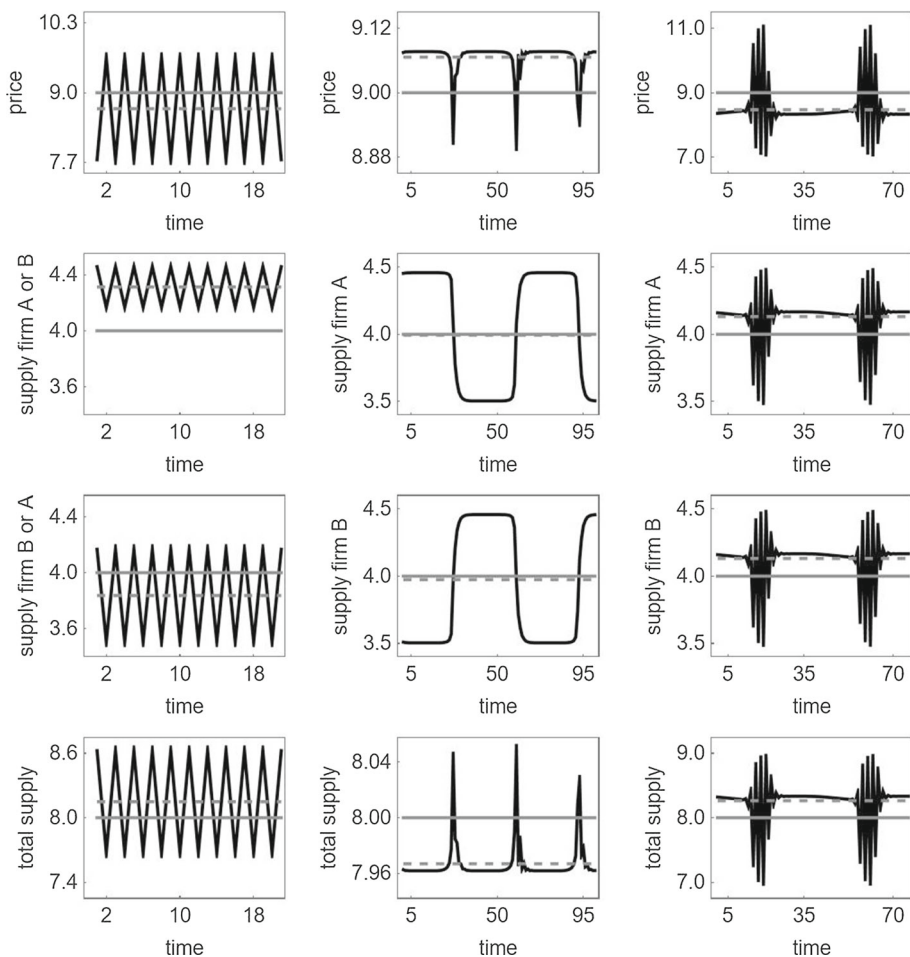 10.3
9.0
7.7
price
2 10 18
time
9.12
9.00
8.88
price
5 50 95
time
11.0
9.0
7.0
price
5 35 70
time
4.4
4.0
3.6
supply firm A or B
2 10 18
time
4.5
4.0
3.5
supply firm A
5 50 95
time
4.5
4.0
3.5
supply firm A
5 35 70
time
4.4
4.0
3.6
supply firm B or A
2 10 18
time
4.5
4.0
3.5
supply firm B
5 50 95
time
4.5
4.0
3.5
supply firm B
5 35 70
time
8.6
8.0
7.4
total supply
2 10 18
time
8.04
8.00
7.96
total supply
5 50 95
time
9.0
8.0
7.0
total supply
5 35 70
time